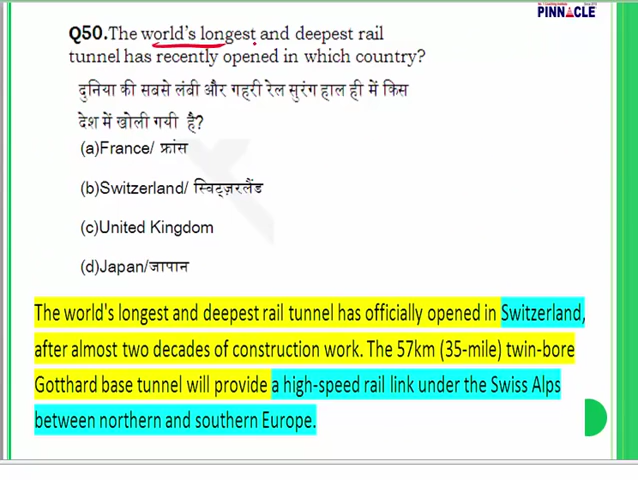 PINNACLE
Q50.The world's longest and deepest rail
tunnel has recently opened in which country?
दुनिया की सबसे लंबी और गहरी रेल सुरंग हाल ही में किस
देश में खोली गयी है?
(a)France/ फ्रांस
(b)Switzerland/ स्विट्ज़रलैंड
(c)United Kingdom
(d)Japan/जापान
The world's longest and deepest rail tunnel has officially opened in Switzerland,
after almost two decades of construction work. The 57km (35-mile) twin-bore
Gotthard base tunnel will provide a high-speed rail link under the Swiss Alps
between northern and southern Europe.